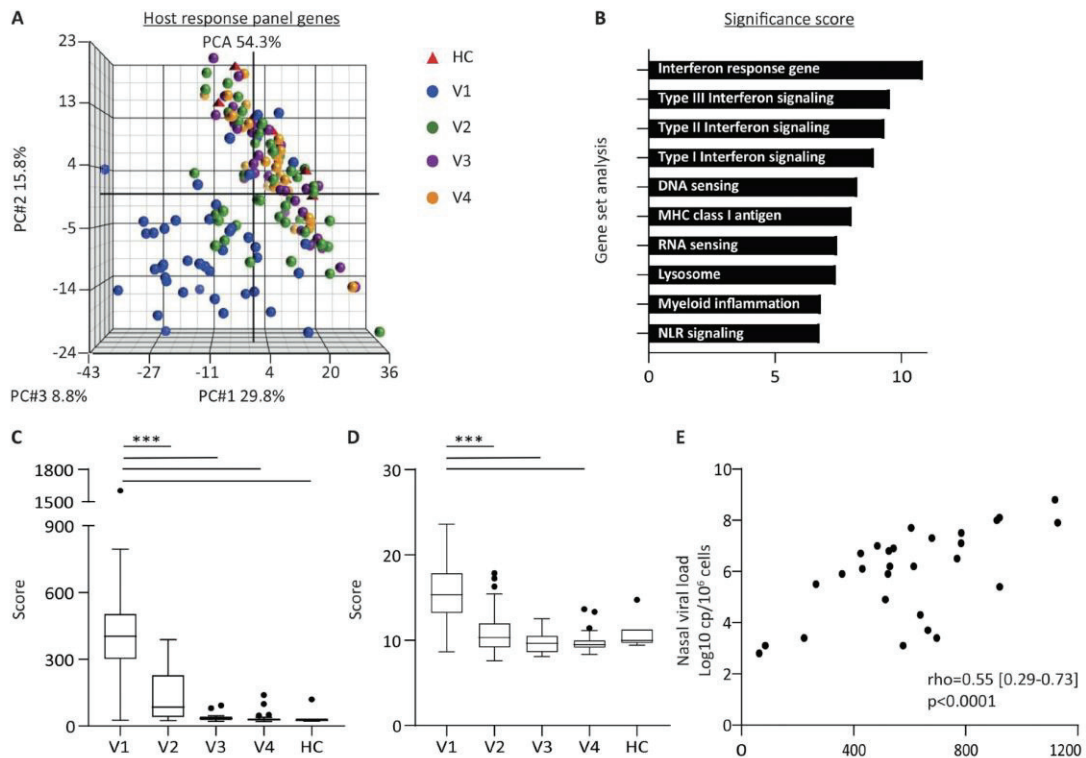 A
Host response panel genes
PCA 54.3%
23
13
4
-5
-14
-24
PC#2 15.8%
-43
-27
-11
4
20
36
PC#3 8.8%
PC#1 29.8%
HC
V1
V2
V3
V4
B
Significance score
Gene set analysis
Interferon response gene
Type III Interferon signaling
Type II Interferon signaling
Type I Interferon signaling
DNA sensing
MHC class I antigen
RNA sensing
Lysosome
Myeloid inflammation
NLR signaling
0
5
10
C
***
1800
1500
900
600
300
0
Score
V1
V2
V3
V4
HC
D
***
30
20
10
0
Score
V1
V2
V3
V4
HC
E
10
8
6
4
2
0
Nasal viral load
Log10 cp/10⁶ cells
rho=0.55 [0.29-0.73]
p<0.0001
0
400
800
1200